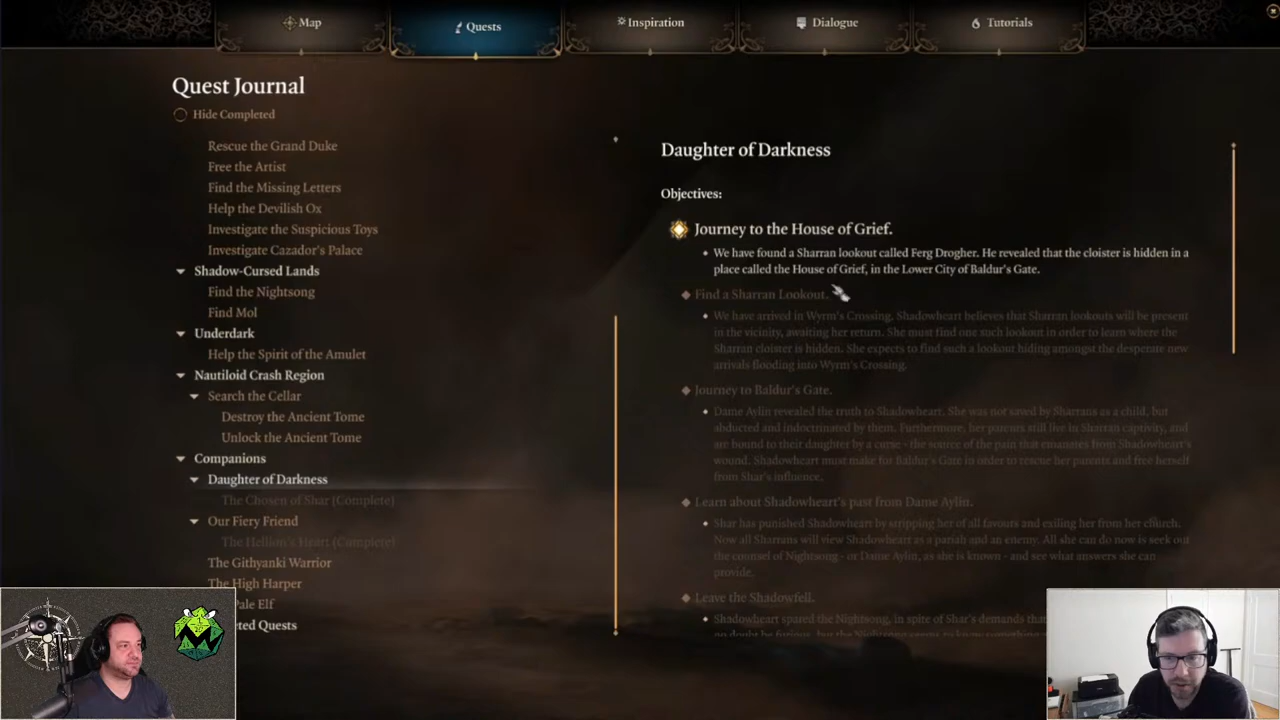 Map
Quests
Inspiration
Dialogue
Tutorials
Quest Journal
Hide Completed
Rescue the Grand Duke
Free the Artist
Find the Missing Letters
Help the Devilish Ox
Investigate the Suspicious Toys
Investigate Cazador's Palace
Shadow-Cursed Lands
Find the Nightsong
Find Mol
Underdark
Help the Spirit of the Amulet
Nautiloid Crash Region
Search the Cellar
Destroy the Ancient Tome
Unlock the Ancient Tome
Companions
Daughter of Darkness
The Chosen of Shar (Complete)
Our Fiery Friend
The Hellion's Heart (Complete)
The Githyanki Warrior
The High Harper
Pale Elf
Quests
Daughter of Darkness
Objectives:
Journey to the House of Grief.
We have found a Sharran lookout called Ferg Drogher. He revealed that the cloister is hidden in a
place called the House of Grief, in the Lower City of Baldur's Gate.
Find a Sharran Lookout.
We have arrived in Wyrm's Crossing. Shadowheart believes that Sharran lookouts will be present
in the vicinity, awaiting her return. She must find one such lookout in order to learn where the
Sharran cloister is hidden. She expects to find such a lookout hiding amongst the desperate new
arrivals flooding into Wyrm's Crossing.
Journey to Baldur's Gate.
Dame Aylin revealed the truth to Shadowheart. She was not saved by Sharrans as a child, but
abducted and indoctrinated by them. Furthermore, her parents still live in Sharran captivity, and
are bound to their daughter by a curse - the source of the pain that emanates from Shadowheart's
wound. Shadowheart must make for Baldur's Gate in order to rescue her parents and free herself
from Shar's influence.
Learn about Shadowheart's past from Dame Aylin.
Shar has punished Shadowheart by stripping her of all favours and exiling her from her church.
Now all Sharrans will view Shadowheart as a pariah and an enemy. All she can do now is seek out
the counsel of Nightsong - or Dame Aylin, as she is known - and see what answers she can
provide.
Leave the Shadowfell.
Shadowheart spared the Nightsong, in spite of Shar's demands